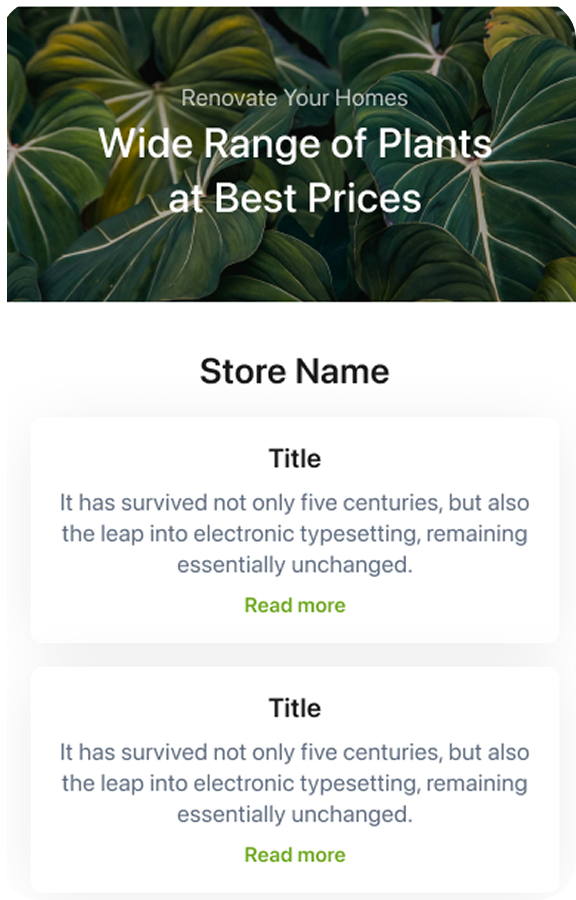 Renovate Your Homes
Wide Range of Plants
at Best Prices
Store Name
Title
It has survived not only five centuries, but also
the leap into electronic typesetting, remaining
essentially unchanged.
Read more
Title
It has survived not only five centuries, but also
the leap into electronic typesetting, remaining
essentially unchanged.
Read more